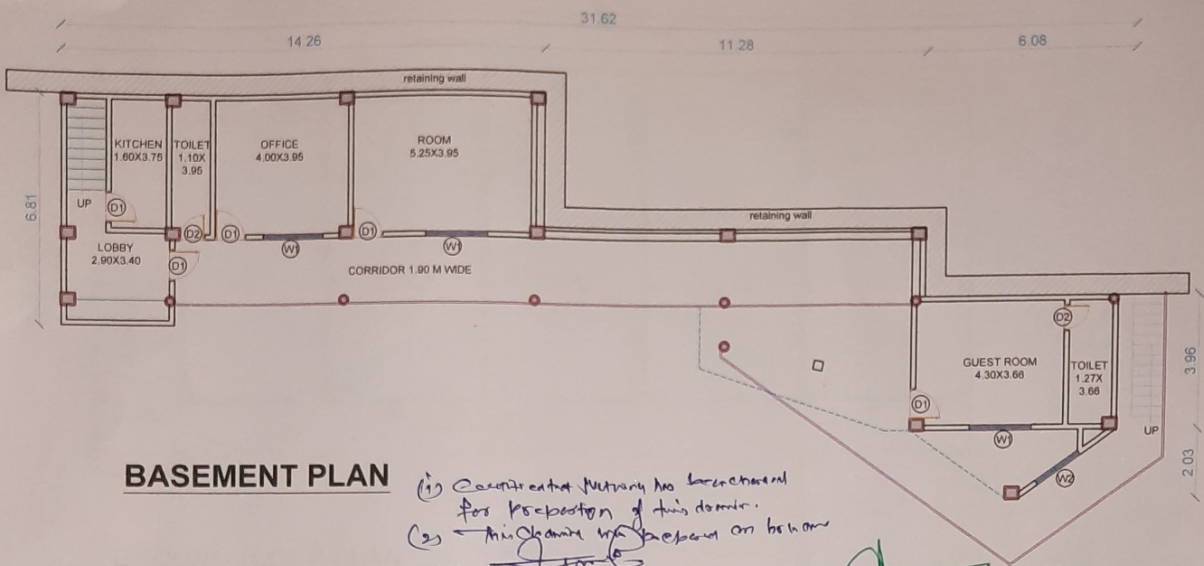 31.62
14.26
11.28
6.08
retaining wall
6.81
KITCHEN
1.60X3.75
TOILET
1.10X
3.95
OFFICE
4.00X3.95
ROOM
5.25X3.95
UP
D1
D2
D1
D1
W1
W1
LOBBY
2.90X3.40
D1
CORRIDOR 1.90 M WIDE
retaining wall
D2
GUEST ROOM
4.30X3.66
TOILET
1.27X
3.66
3.96
D1
W1
UP
W2
2.03
BASEMENT PLAN
for of this
(2) This on